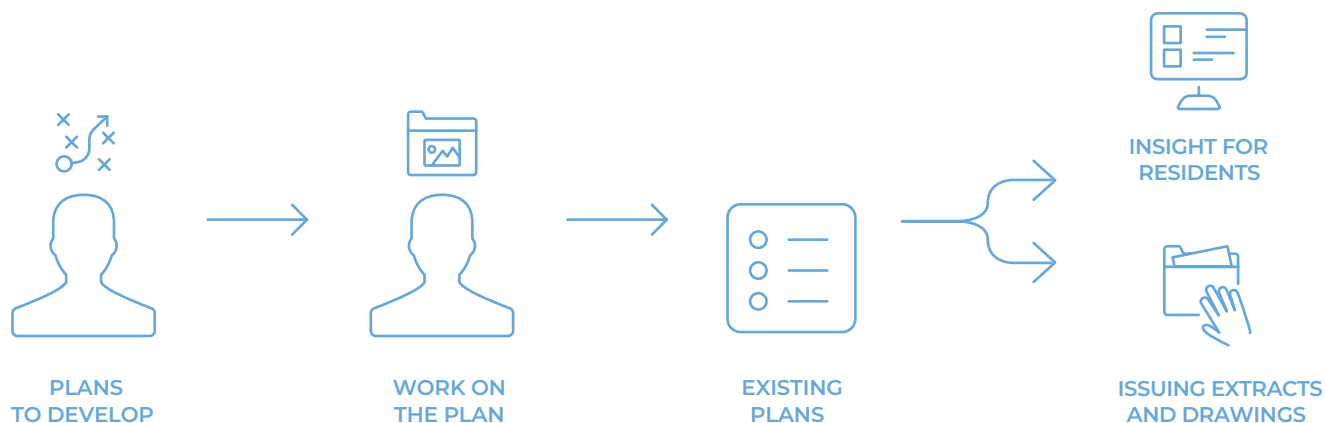 PLANS
TO DEVELOP
WORK ON
THE PLAN
EXISTING
PLANS
INSIGHT FOR
RESIDENTS
ISSUING EXTRACTS
AND DRAWINGS